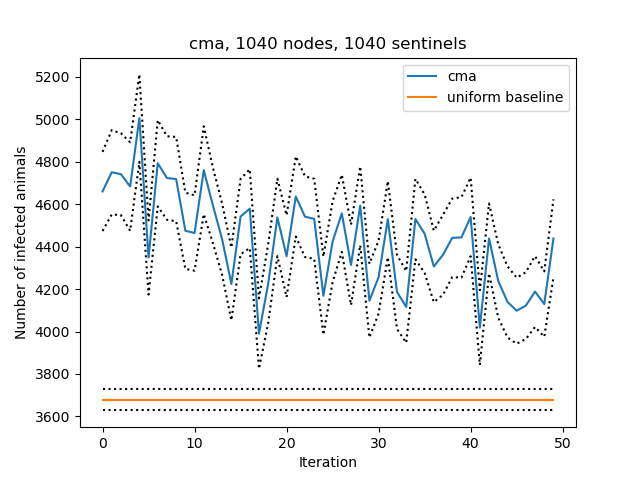 cma, 1040 nodes, 1040 sentinels
cma
uniform baseline
Number of infected animals
5200
5000
4800
4600
4400
4200
4000
3800
3600
0 10 20 30 40 50
Iteration